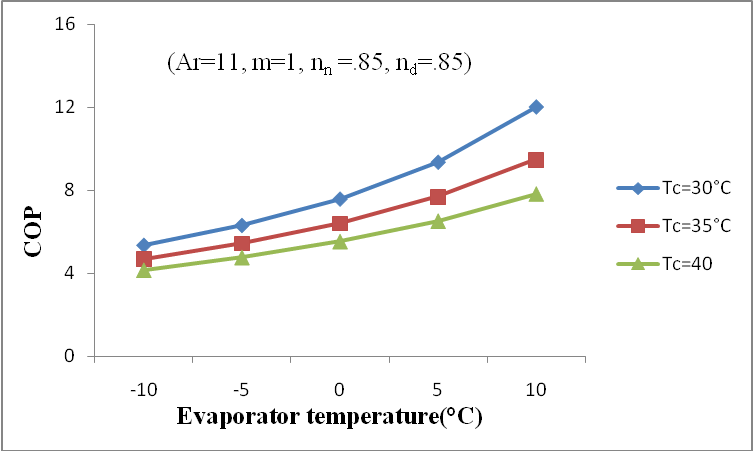 16
(Ar=11, m=1, nn =.85, nd=.85)
12
8
4
0
COP
-10 -5 0 5 10
Evaporator temperature(°C)
Tc=30°C
Tc=35°C
Tc=40